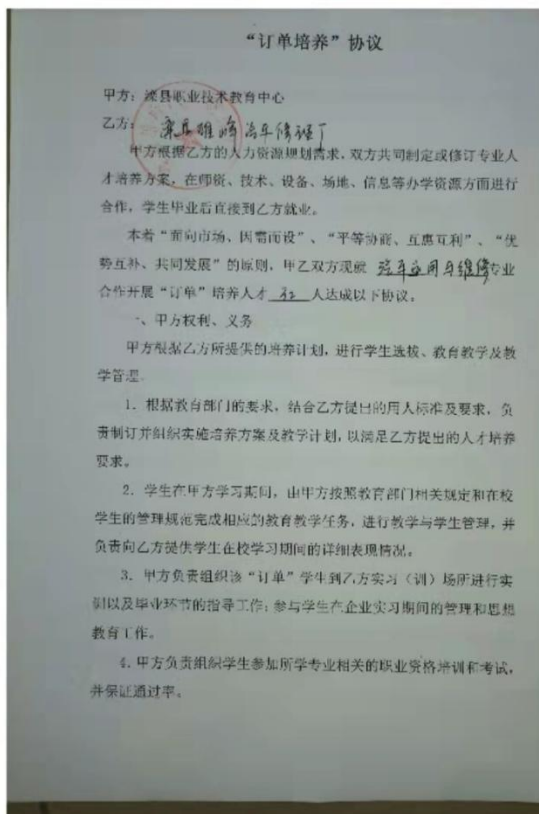 “订单培养”协议
甲方：滦县职业技术教育中心
乙方：滦县雄峰汽车修理厂
甲方根据乙方的人力资源规划需求，双方共同制定或修订专业人
才培养方案，在师资、技术、设备、场地、信息等办学资源方面进行
合作，学生毕业后直接到乙方就业。
本着“面向市场、因需而设”、“平等协商、互惠互利”、“优
势互补、共同发展”的原则，甲乙双方现就 汽车应用与维修专业
合作开展“订单”培养人才 人达成以下协议。
一、甲方权利、义务
甲方根据乙方所提供的培养计划，进行学生选拔、教育教学及教
学管理。
1．根据教育部门的要求，结合乙方提出的用人标准及要求，负
责制订并组织实施培养方案及教学计划，以满足乙方提出的人才培养
要求。
2．学生在甲方学习期间，由甲方按照教育部门相关规定和在校
学生的管理规范完成相应的教育教学任务，进行教学与学生管理，并
负责向乙方提供学生在校学习期间的详细表现情况。
3．甲方负责组织该“订单”学生到乙方实习（训）场所进行实
训以及毕业环节的指导工作；参与学生在企业实习期间的管理和思想
教育工作。
4．甲方负责组织学生参加所学专业相关的职业资格培训和考试，
并保证通过率。